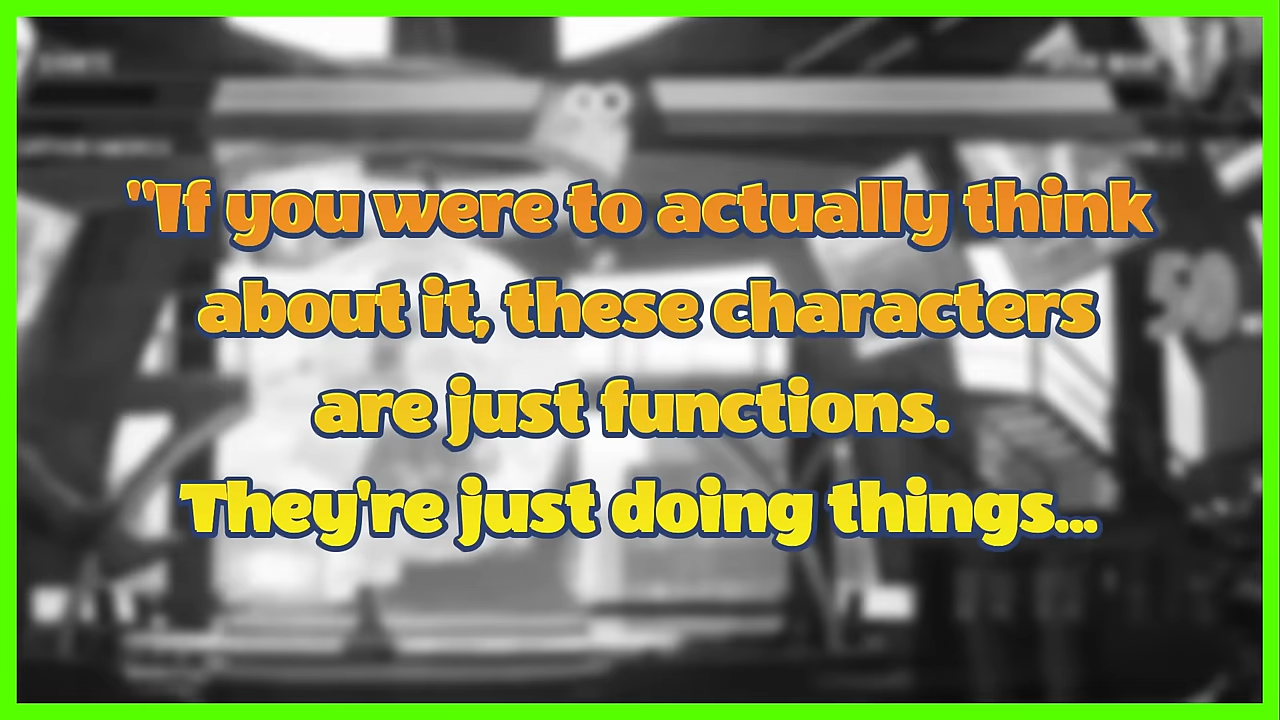 "If you were to actually think
about it, these characters
are just functions.
They're just doing things...